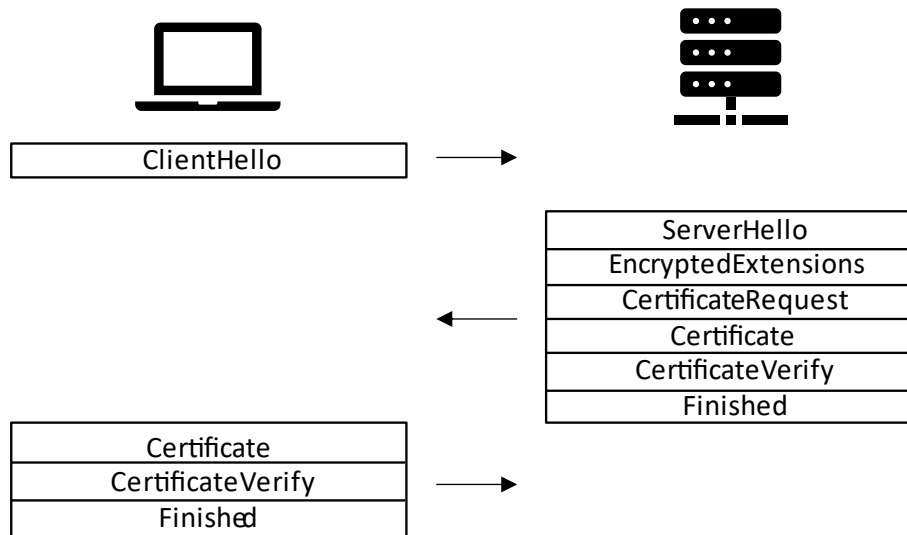 ClientHello
ServerHello
EncryptedExtensions
CertificateRequest
Certificate
CertificateVerify
Finished
Certificate
CertificateVerify
Finished